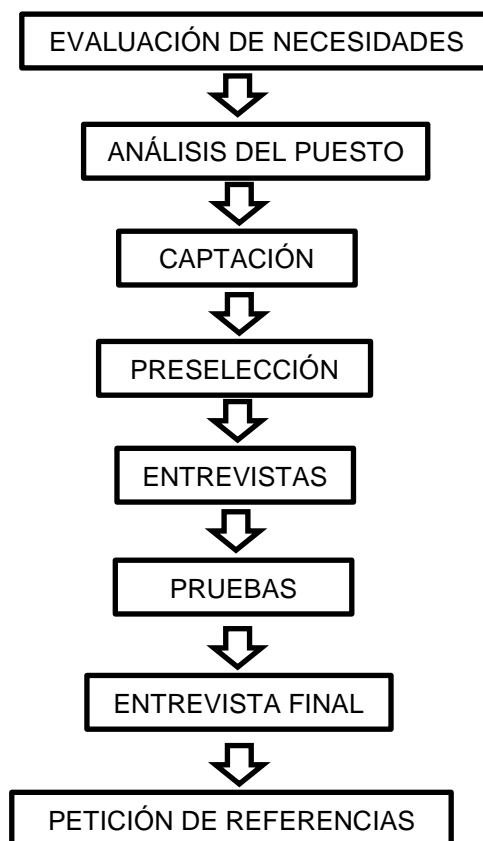 EVALUACIÓN DE NECESIDADES
ANÁLISIS DEL PUESTO
CAPTACIÓN
PRESELECCIÓN
ENTREVISTAS
PRUEBAS
ENTREVISTA FINAL
PETICIÓN DE REFERENCIAS